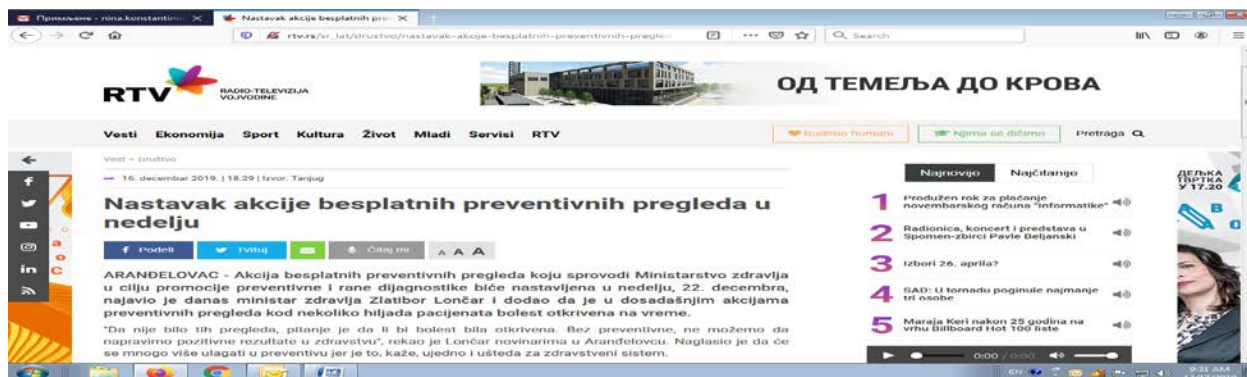 Примљене - nina.konstantini
Nastavak akcije besplatnih pre
rtv.rs/sr_lat/drustvo/nastavak-akcije-besplatnih-preventivnih-pregle
Search
RTV
RADIO-TELEVIZIJA
VOJVODINE
ОД ТЕМЕЉА ДО КРОВА
Vesti Ekonomija Sport Kultura Život Mladi Servisi RTV
Budimo humani
Njima se dičimo
Pretraga
Vesti > Društvo
16. decembar 2019. | 18:29 | Izvor: Tanjug
Nastavak akcije besplatnih preventivnih pregleda u
nedelju
Podeli
Tvituj
Čitaj mi
A A A
ARANĐELOVAC - Akcija besplatnih preventivnih pregleda koju sprovodi Ministarstvo zdravlja
u cilju promocije preventivne i rane dijagnostike biće nastavljena u nedelju, 22. decembra,
najavio je danas ministar zdravlja Zlatibor Lončar i dodao da je u dosadašnjim akcijama
preventivnih pregleda kod nekoliko hiljada pacijenata bolest otkrivena na vreme.
"Da nije bilo tih pregleda, pitanje je da li bi bolest bila otkrivena. Bez preventivne, ne možemo da
napravimo pozitivne rezultate u zdravstvu", rekao je Lončar novinarima u Aranđelovcu. Naglasio je da će
se mnogo više ulagati u preventivu jer je to, kaže, ujedno i ušteda za zdravstveni sistem.
Najnovije
Najčitanije
1 Produžen rok za plaćanje
novembarskog računa "Informatike"
2 Radionica, koncert i predstava u
Spomen-zbirci Pavle Beljanski
3 Izbori 26. aprila?
4 SAD: U tornadu poginule najmanje
tri osobe
5 Maraja Keri nakon 25 godina na
vrhu Billboard Hot 100 liste
0:00 / 0:00
ДЕЉКА
ТВРТКА
У 17.20
EN
9:31 AM